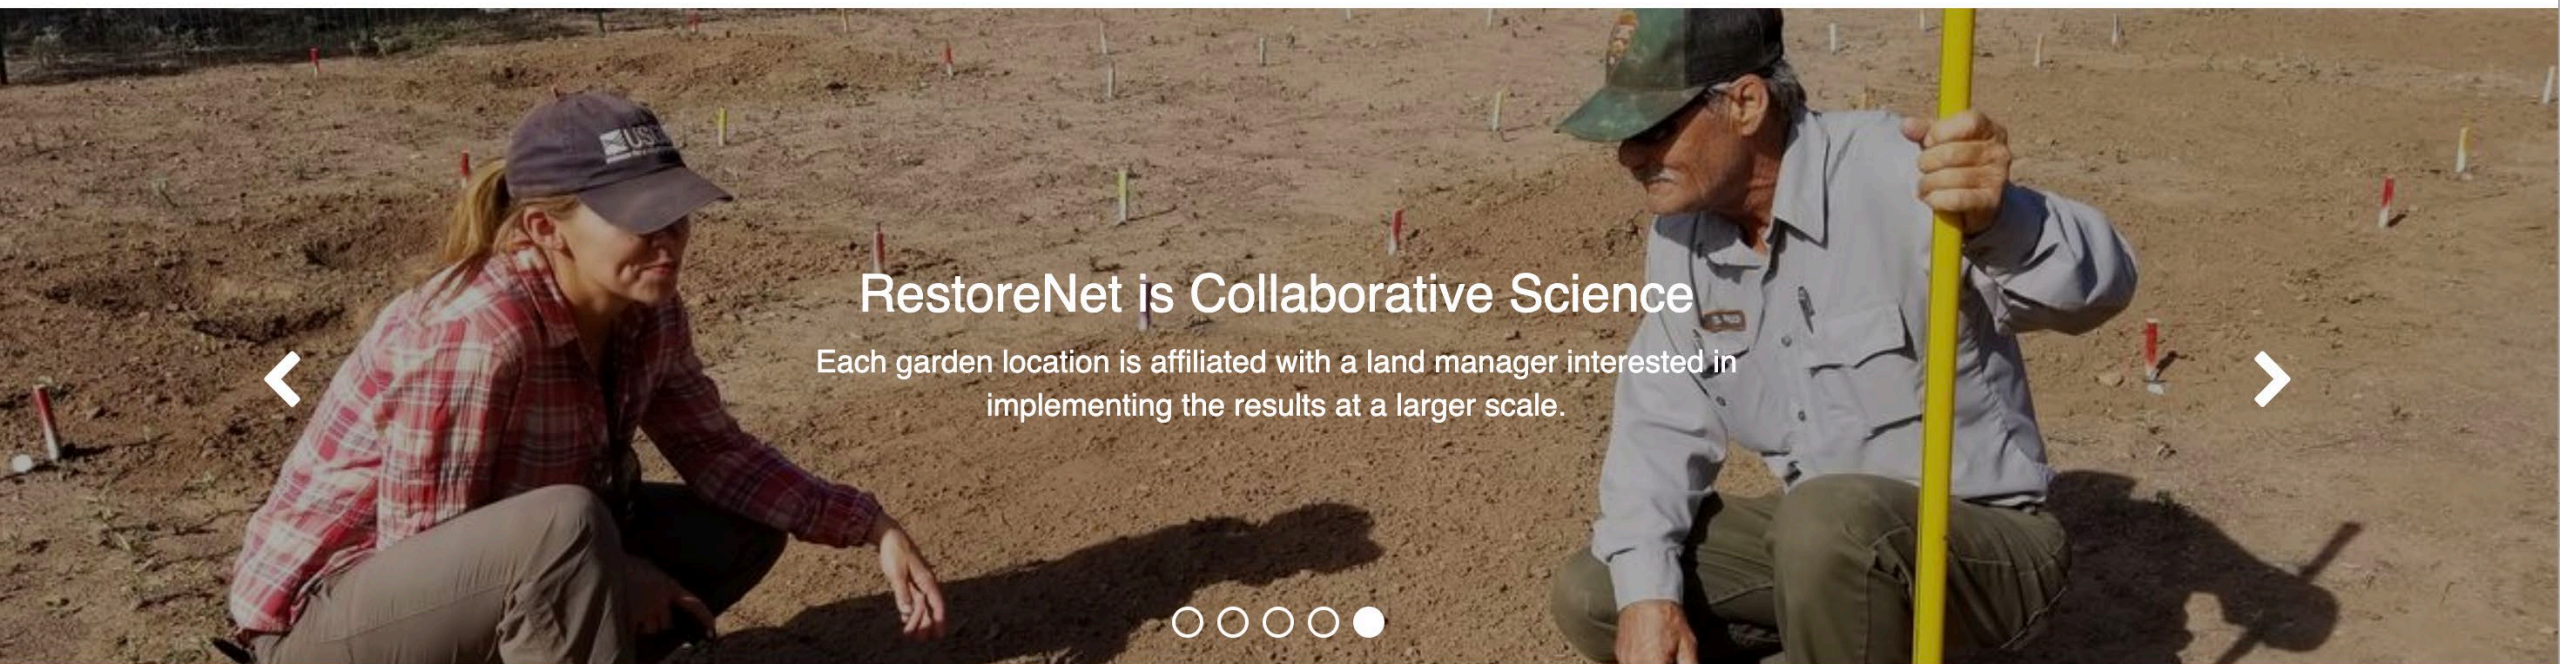 RestoreNet is Collaborative Science
Each garden location is affiliated with a land manager interested in
implementing the results at a larger scale.